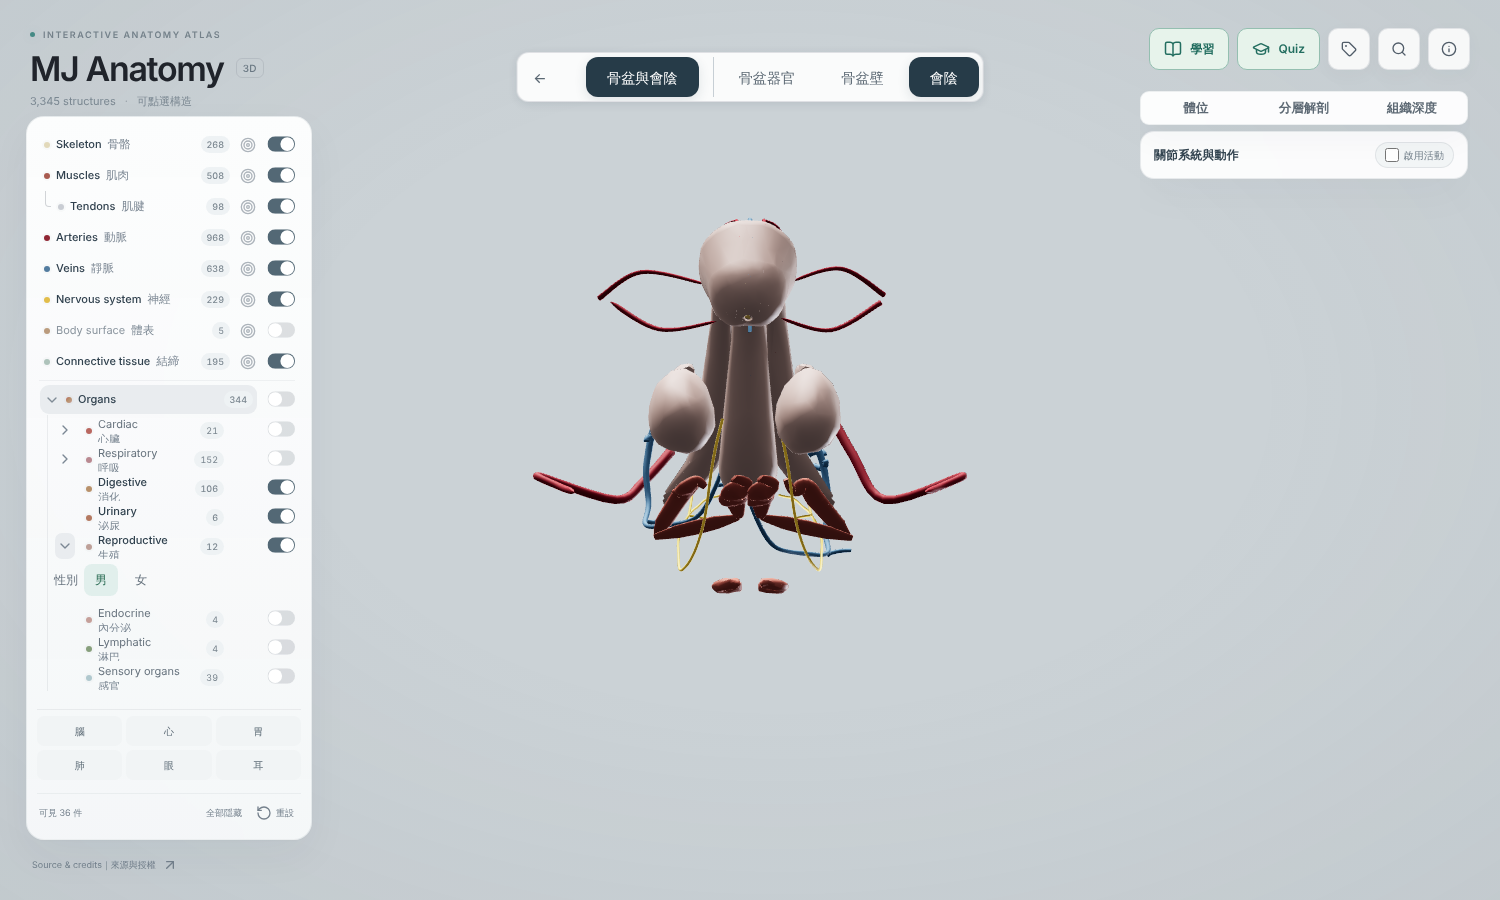 INTERACTIVE ANATOMY ATLAS
MJ Anatomy 3D
3,345 structures · 可點選構造
← 骨盆與會陰 骨盆器官 骨盆壁 會陰
學習 Quiz
體位 分層解剖 組織深度
關節系統與動作 啟用活動
Skeleton 骨骼 268
Muscles 肌肉 508
Tendons 肌腱 98
Arteries 動脈 968
Veins 靜脈 638
Nervous system 神經 229
Body surface 體表 5
Connective tissue 結締 195
Organs 344
Cardiac 21
心臟
Respiratory 152
呼吸
Digestive 106
消化
Urinary 6
泌尿
Reproductive 12
生殖
性別 男 女
Endocrine 4
內分泌
Lymphatic 4
淋巴
Sensory organs 39
感官
腦 心 胃
肺 眼 耳
可見 36 件 全部隱藏 重設
Source & credits | 來源與授權